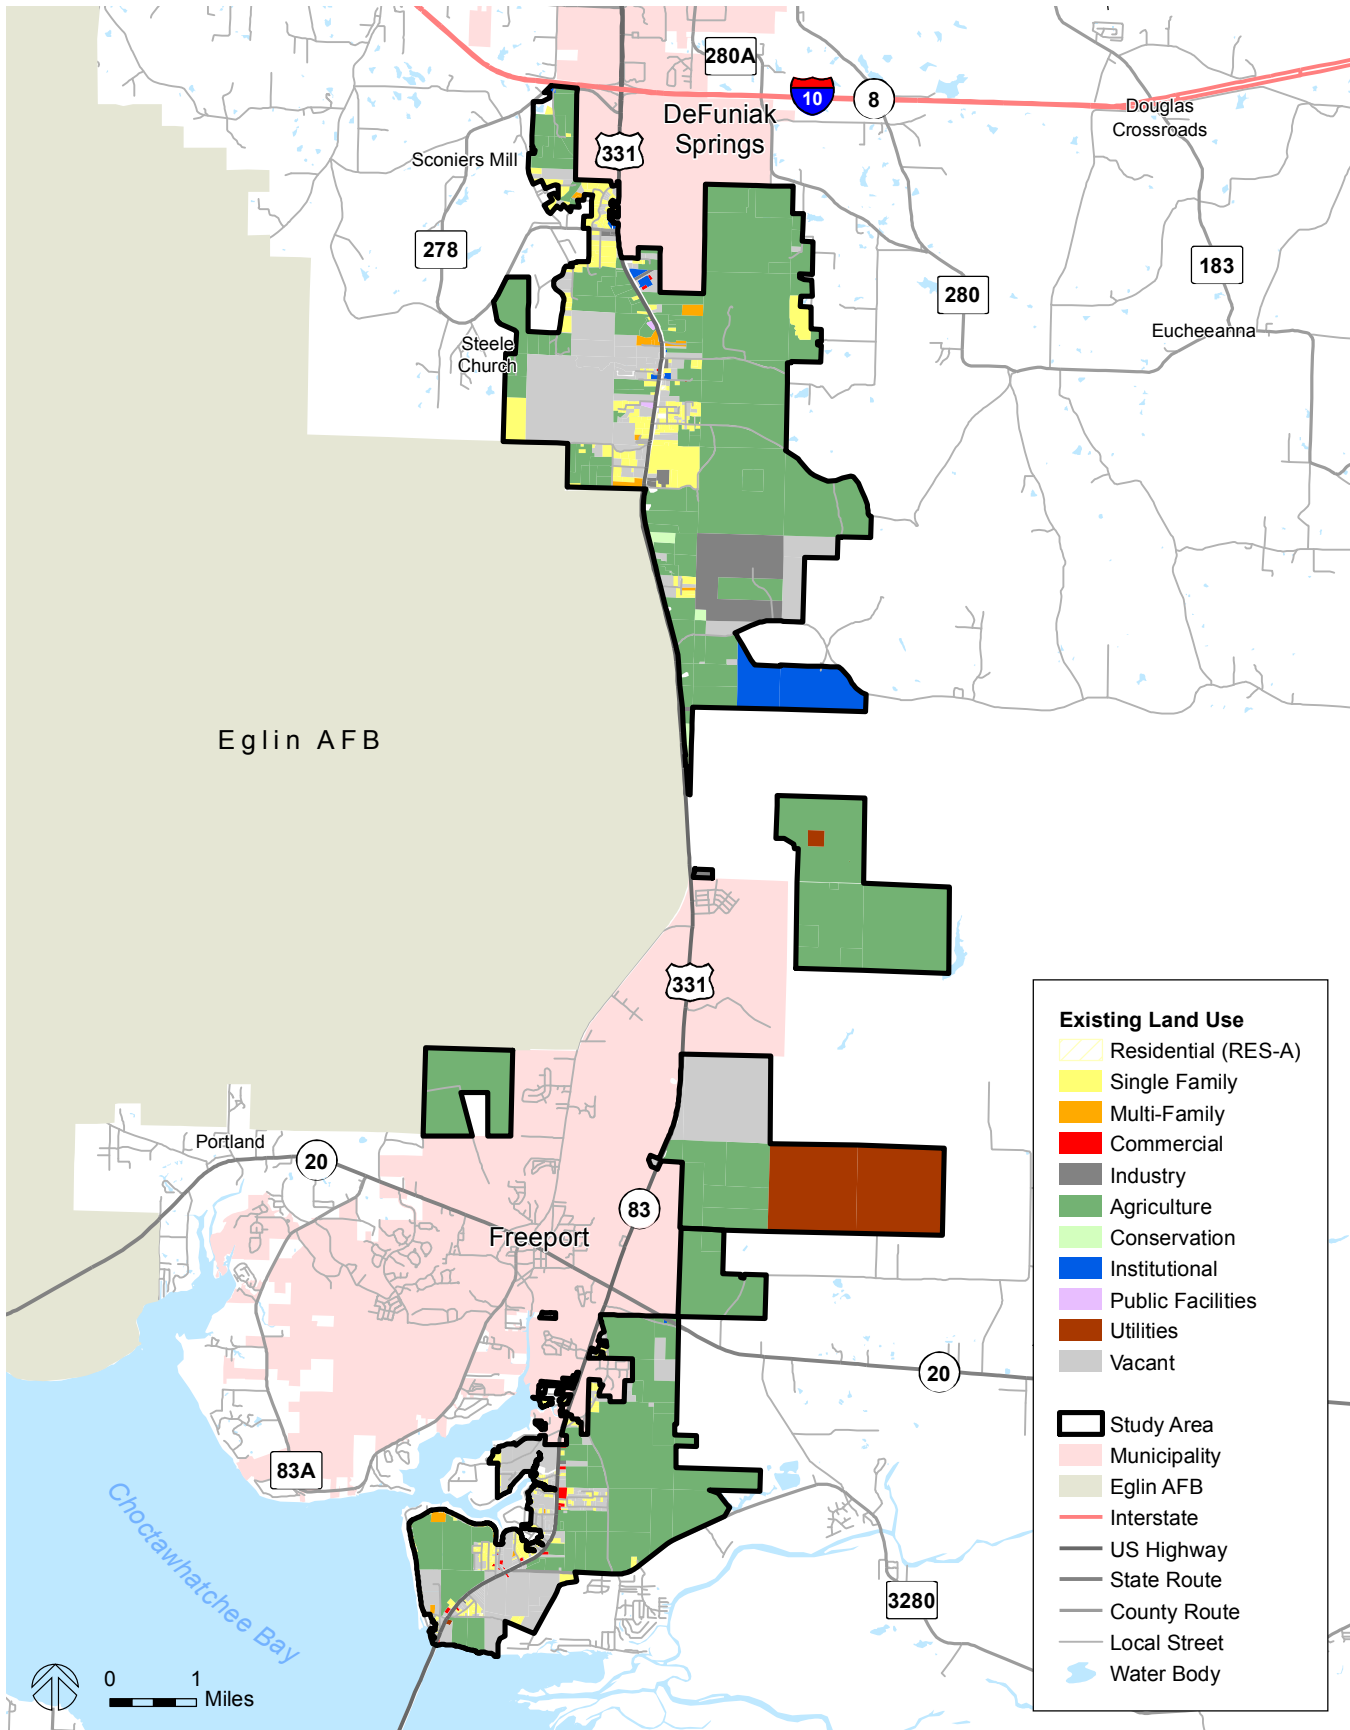 280A
10
8
Douglas
Crossroads
DeFuniak
Springs
331
Sconiers Mill
278
183
280
Eucheeanna
Steele
Church
Eglin AFB
331
Portland
20
83
Freeport
20
83A
Choctawhatchee Bay
3280
0 1
Miles
Existing Land Use
Residential (RES-A)
Single Family
Multi-Family
Commercial
Industry
Agriculture
Conservation
Institutional
Public Facilities
Utilities
Vacant
Study Area
Municipality
Eglin AFB
Interstate
US Highway
State Route
County Route
Local Street
Water Body